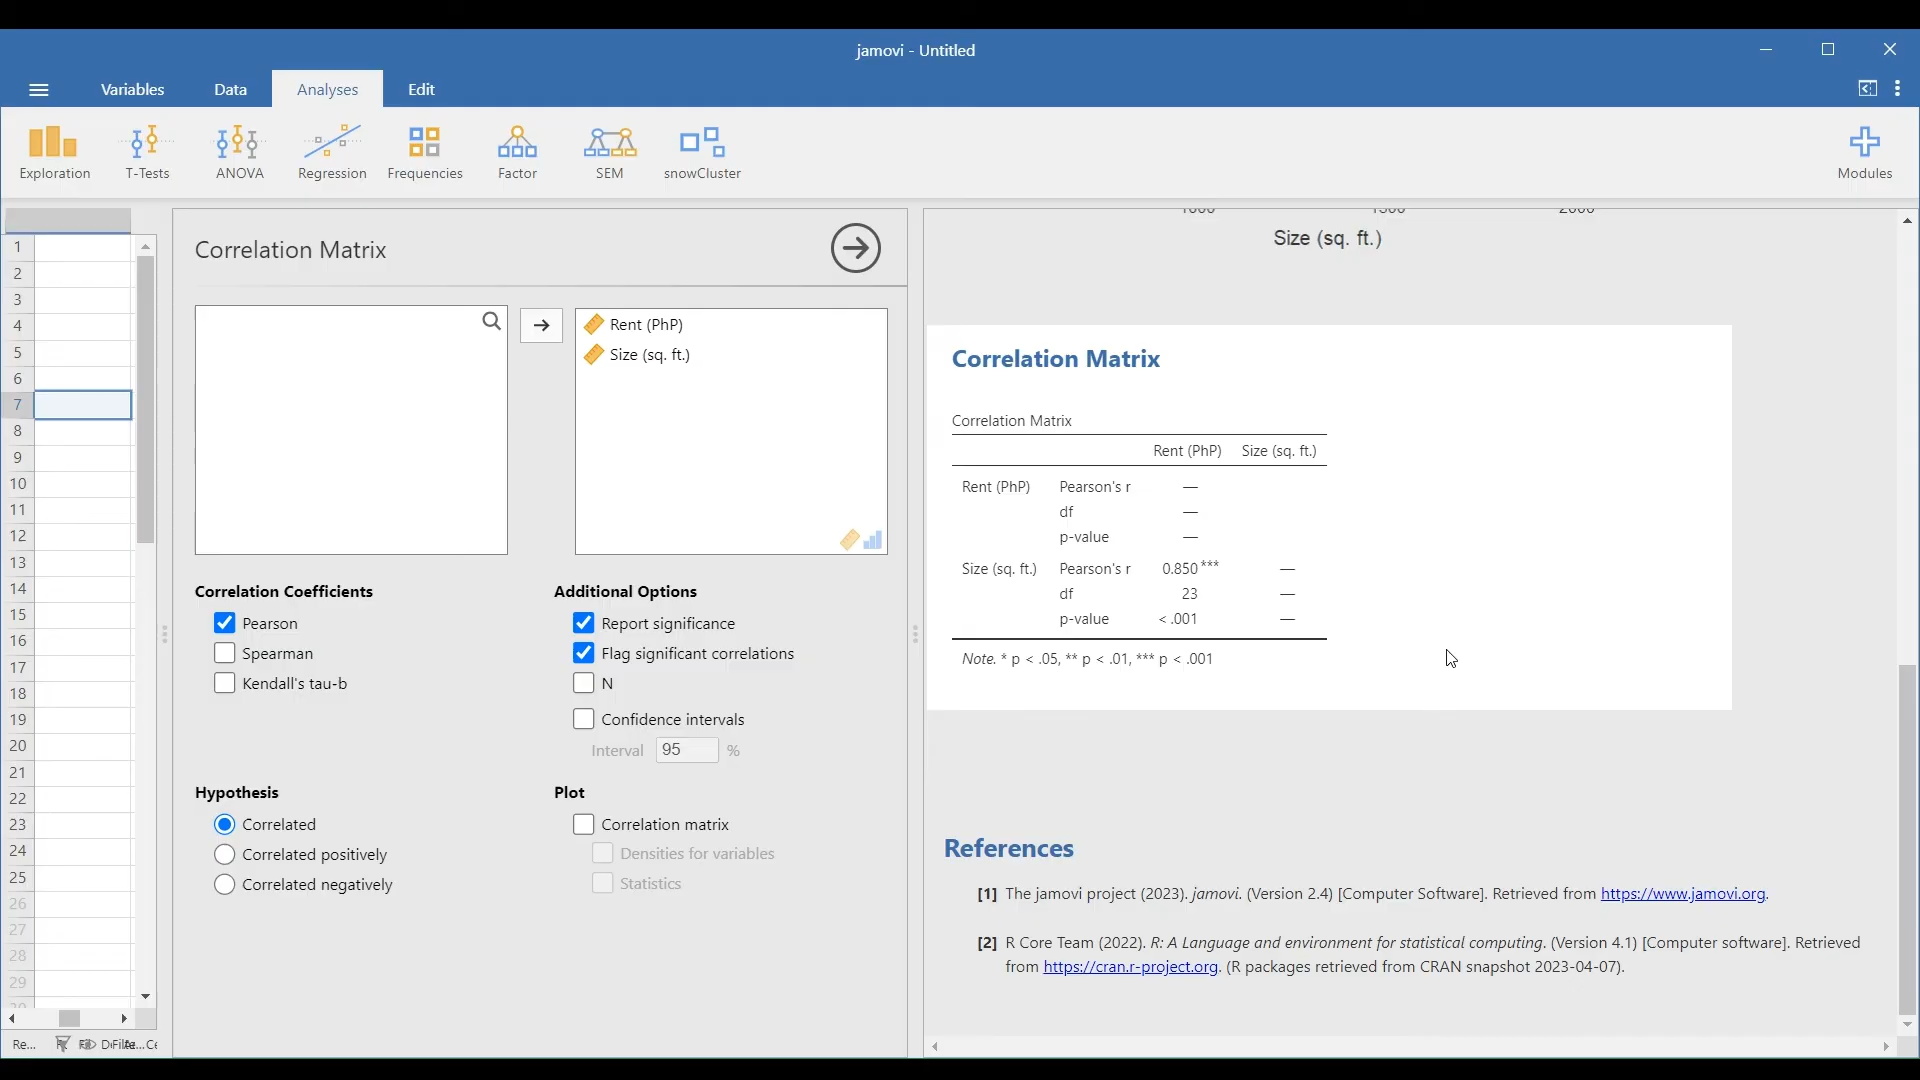 jamovi - Untitled
Variables
Data
Analyses
Edit
Exploration
T-Tests
ANOVA
Regression
Frequencies
Factor
SEM
snowCluster
Modules
1
2
3
4
5
6
7
8
9
10
11
12
13
14
15
16
17
18
19
20
21
22
23
24
25
26
27
28
29
Re...
Correlation Matrix
Rent (PhP)
Size (sq. ft.)
Correlation Coefficients
Pearson
Spearman
Kendall's tau-b
Additional Options
Report significance
Flag significant correlations
N
Confidence intervals
Interval 95 %
Hypothesis
Correlated
Correlated positively
Correlated negatively
Plot
Correlation matrix
Densities for variables
Statistics
1000 1500 2000
Size (sq. ft.)
Correlation Matrix
Correlation Matrix
Rent (PhP) Size (sq. ft.)
Rent (PhP) Pearson's r —
df —
p-value —
Size (sq. ft.) Pearson's r 0.850 *** —
df 23 —
p-value < .001 —
Note. * p < .05, ** p < .01, *** p < .001
References
[1] The jamovi project (2023). jamovi. (Version 2.4) [Computer Software]. Retrieved from https://www.jamovi.org.
[2] R Core Team (2022). R: A Language and environment for statistical computing. (Version 4.1) [Computer software]. Retrieved
from https://cran.r-project.org. (R packages retrieved from CRAN snapshot 2023-04-07).